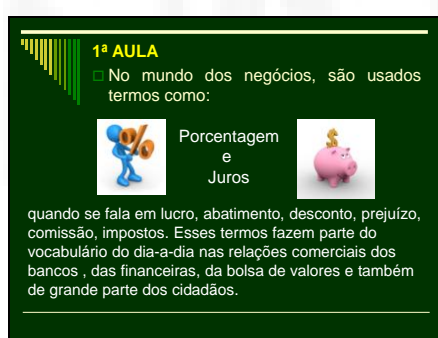 1ª AULA
No mundo dos negócios, são usados
termos como:
Porcentagem
e
Juros
quando se fala em lucro, abatimento, desconto, prejuízo,
comissão, impostos. Esses termos fazem parte do
vocabulário do dia-a-dia nas relações comerciais dos
bancos , das financeiras, da bolsa de valores e também
de grande parte dos cidadãos.